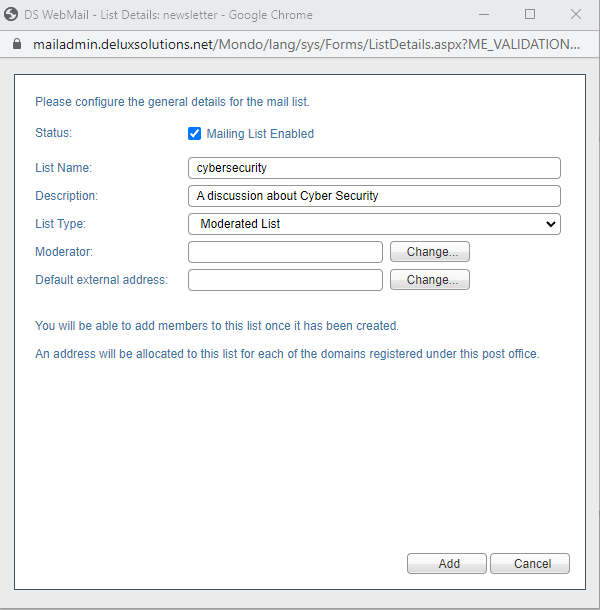 DS WebMail - List Details: newsletter - Google Chrome
mailadmin.deluxsolutions.net/Mondo/lang/sys/Forms/ListDetails.aspx?ME_VALIDATION...
Please configure the general details for the mail list.
Status: Mailing List Enabled
List Name: cybersecurity
Description: A discussion about Cyber Security
List Type: Moderated List
Moderator: Change...
Default external address: Change...
You will be able to add members to this list once it has been created.
An address will be allocated to this list for each of the domains registered under this post office.
Add Cancel